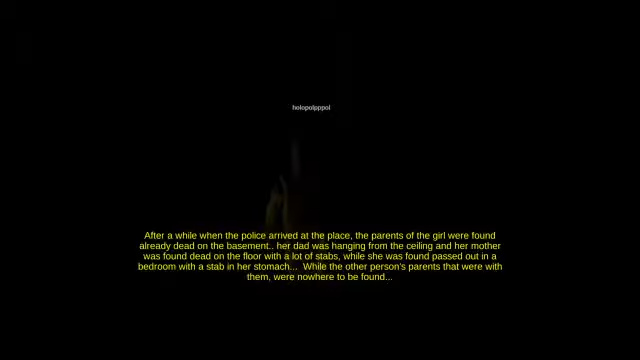 holopolpppol
After a while when the police arrived at the place, the parents of the girl were found
already dead on the basement.. her dad was hanging from the ceiling and her mother
was found dead on the floor with a lot of stabs, while she was found passed out in a
bedroom with a stab in her stomach... While the other person's parents that were with
them, were nowhere to be found...